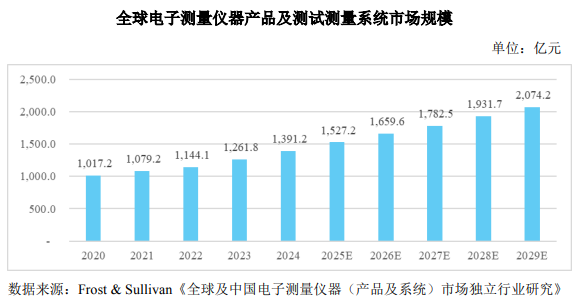 全球电子测量仪器产品及测试测量系统市场规模
单位：亿元
2,500.0
2,000.0
1,500.0
1,000.0
500.0
-
1,017.2 1,079.2 1,144.1 1,261.8 1,391.2 1,527.2 1,659.6 1,782.5 1,931.7 2,074.2
2020 2021 2022 2023 2024 2025E 2026E 2027E 2028E 2029E
数据来源：Frost & Sullivan《全球及中国电子测量仪器（产品及系统）市场独立行业研究》